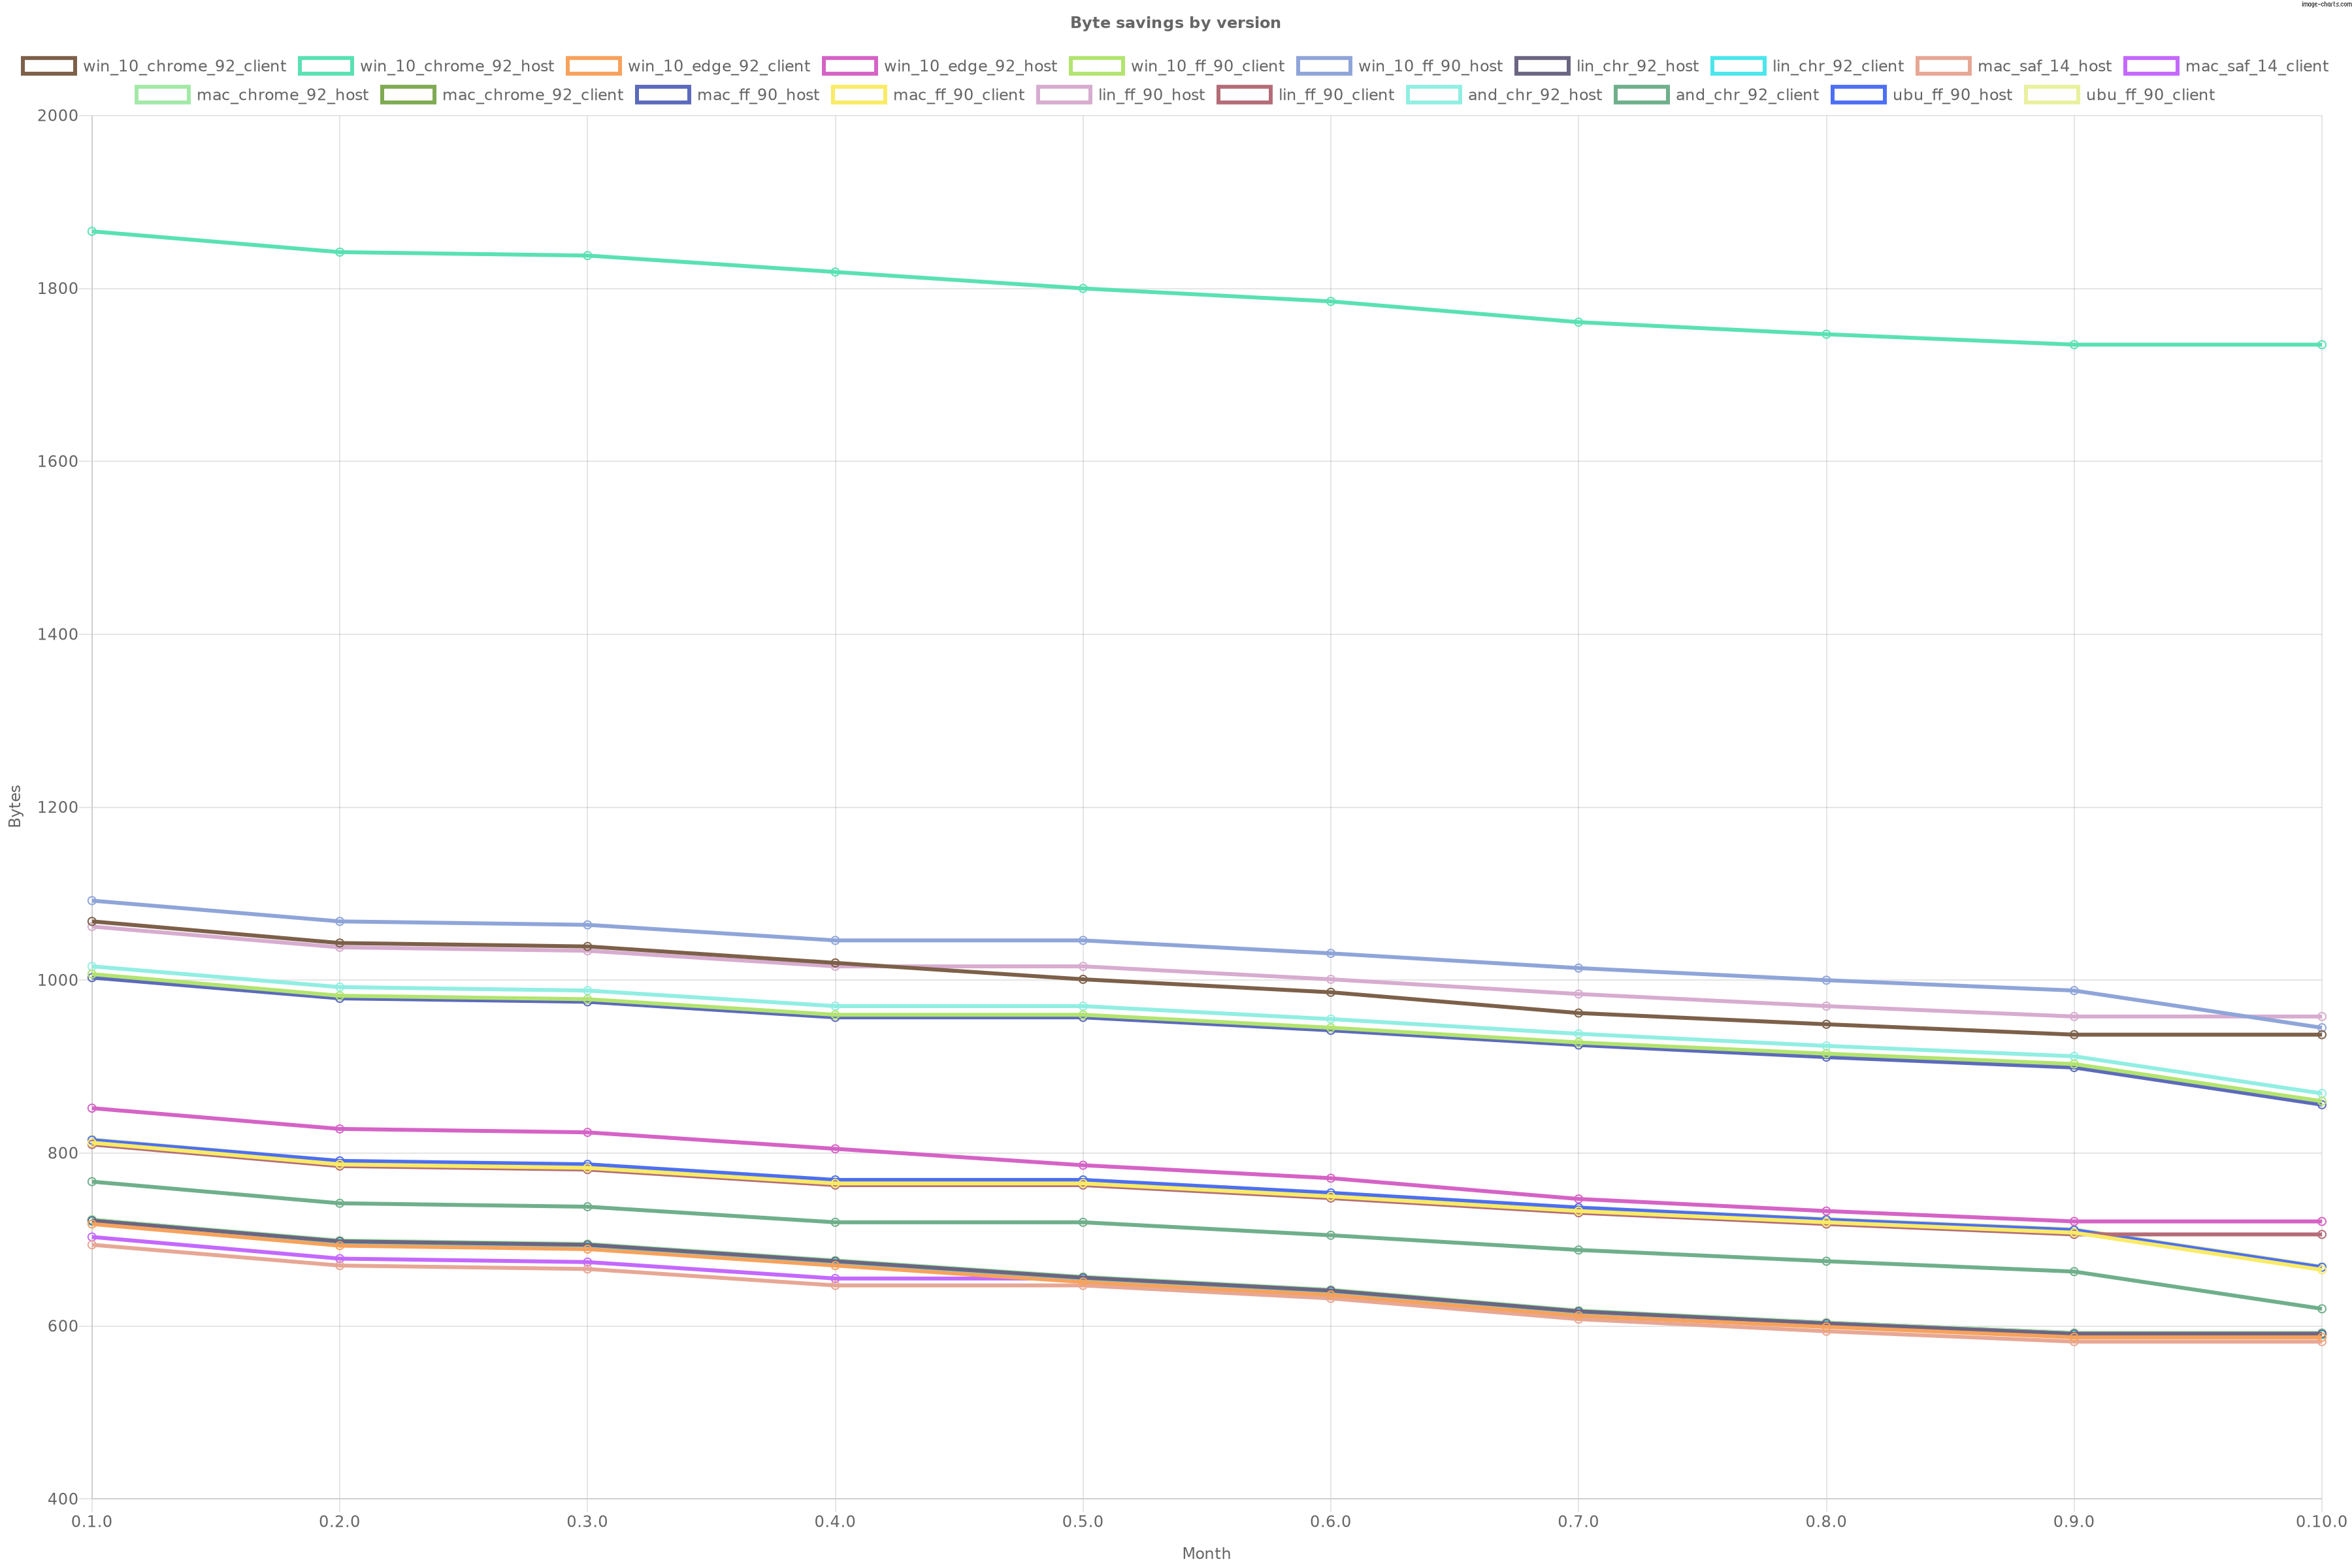 image-charts.com
Byte savings by version
win_10_chrome_92_client win_10_chrome_92_host win_10_edge_92_client win_10_edge_92_host win_10_ff_90_client win_10_ff_90_host lin_chr_92_host lin_chr_92_client mac_saf_14_host mac_saf_14_client
mac_chrome_92_host mac_chrome_92_client mac_ff_90_host mac_ff_90_client lin_ff_90_host lin_ff_90_client and_chr_92_host and_chr_92_client ubu_ff_90_host ubu_ff_90_client
2000
1800
1600
1400
1200
1000
800
600
400
Bytes
0.1.0 0.2.0 0.3.0 0.4.0 0.5.0 0.6.0 0.7.0 0.8.0 0.9.0 0.10.0
Month